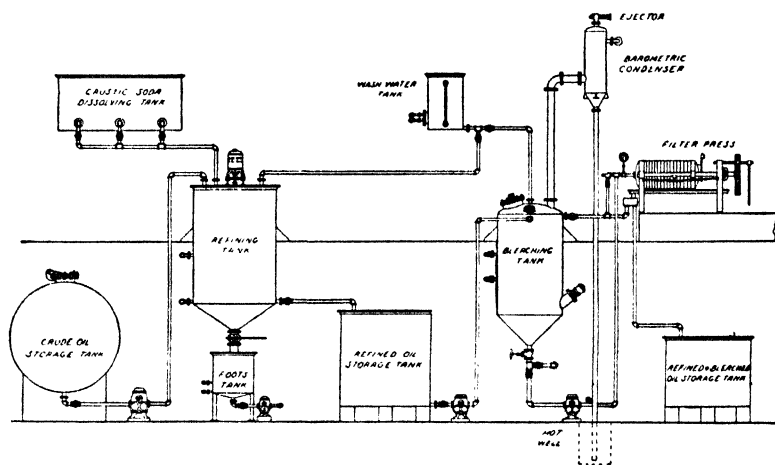 EJECTOR
BAROMETRIC
CONDENSER
CAUSTIC SODA
DISSOLVING TANK
WASH WATER
TANK
FILTER PRESS
REFINING
TANK
BLEACHING
TANK
CRUDE OIL
STORAGE TANK
REFINED OIL
STORAGE TANK
FOOTS
TANK
REFINED & BLEACHED
OIL STORAGE TANK
HOT
WELL